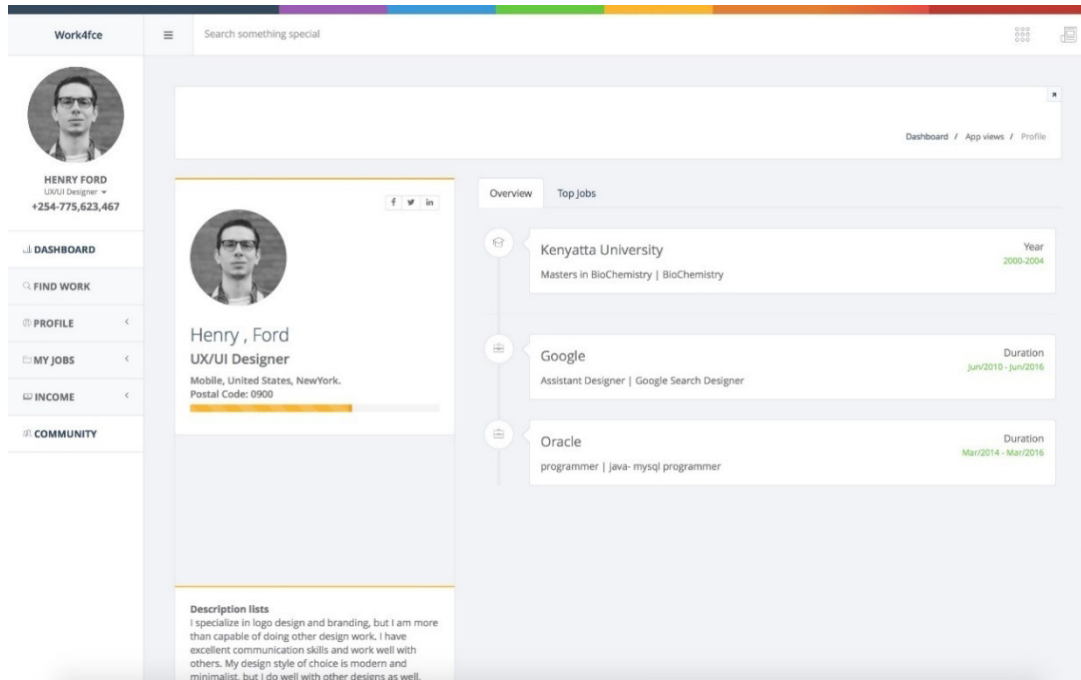 Work4fce
Search something special
HENRY FORD
UX/UI Designer
+254-775,623,467
DASHBOARD
FIND WORK
PROFILE
MY JOBS
INCOME
COMMUNITY
Dashboard / App views / Profile
Henry , Ford
UX/UI Designer
Mobile, United States, NewYork.
Postal Code: 0900
Description lists
I specialize in logo design and branding, but I am more
than capable of doing other design work. I have
excellent communication skills and work well with
others. My design style of choice is modern and
minimalist, but I do well with other designs as well.
Overview Top Jobs
Kenyatta University Year
Masters in BioChemistry | BioChemistry 2000-2004
Google Duration
Assistant Designer | Google Search Designer Jun/2010 - Jun/2016
Oracle Duration
programmer | java- mysql programmer Mar/2014 - Mar/2016